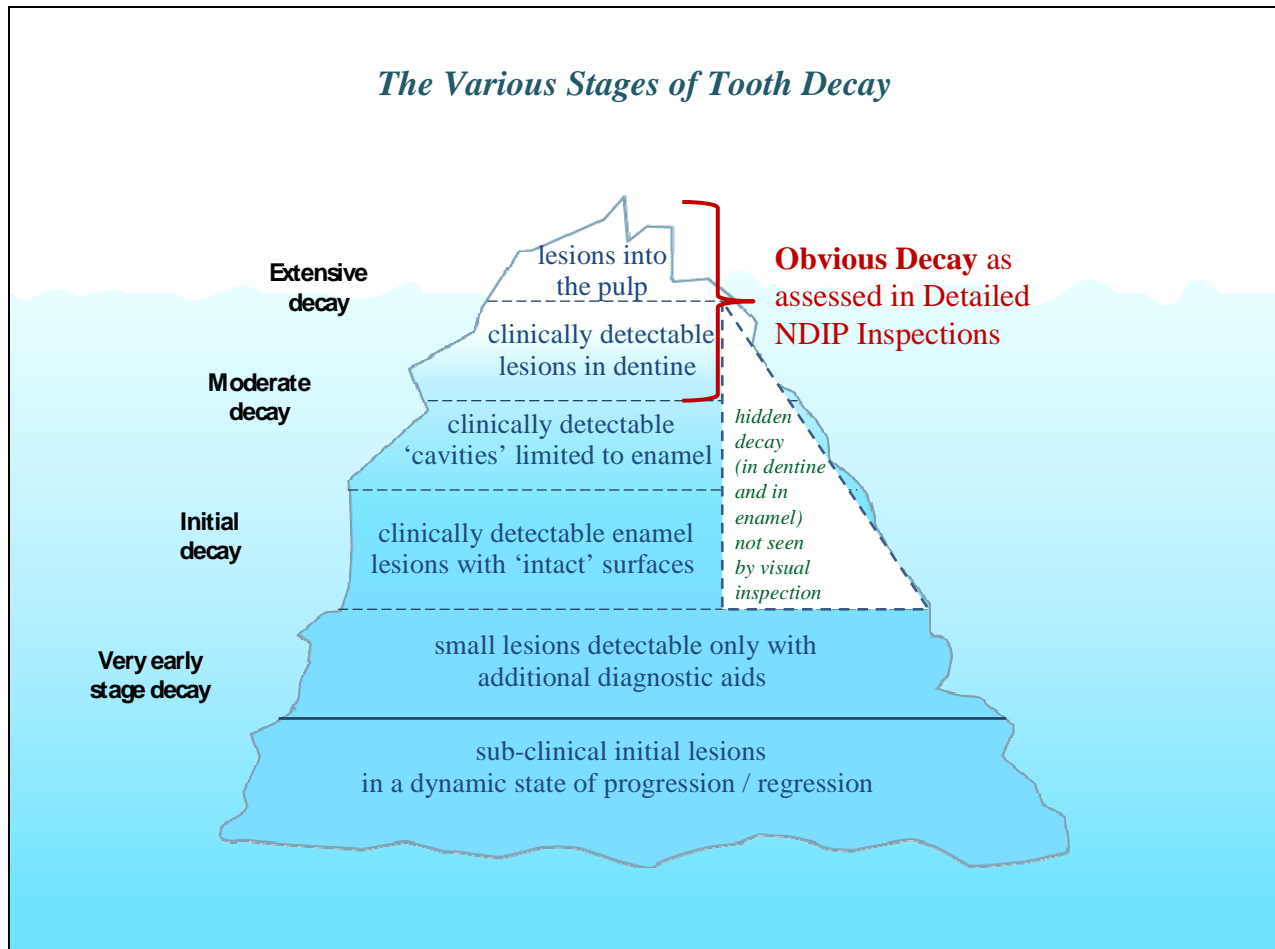 The Various Stages of Tooth Decay
Extensive
decay
lesions into
the pulp
Obvious Decay as
assessed in Detailed
NDIP Inspections
clinically detectable
lesions in dentine
Moderate
decay
clinically detectable
‘cavities’ limited to enamel
hidden
decay
(in dentine
and in
enamel)
not seen
by visual
inspection
Initial
decay
clinically detectable enamel
lesions with ‘intact’ surfaces
Very early
stage decay
small lesions detectable only with
additional diagnostic aids
sub-clinical initial lesions
in a dynamic state of progression / regression